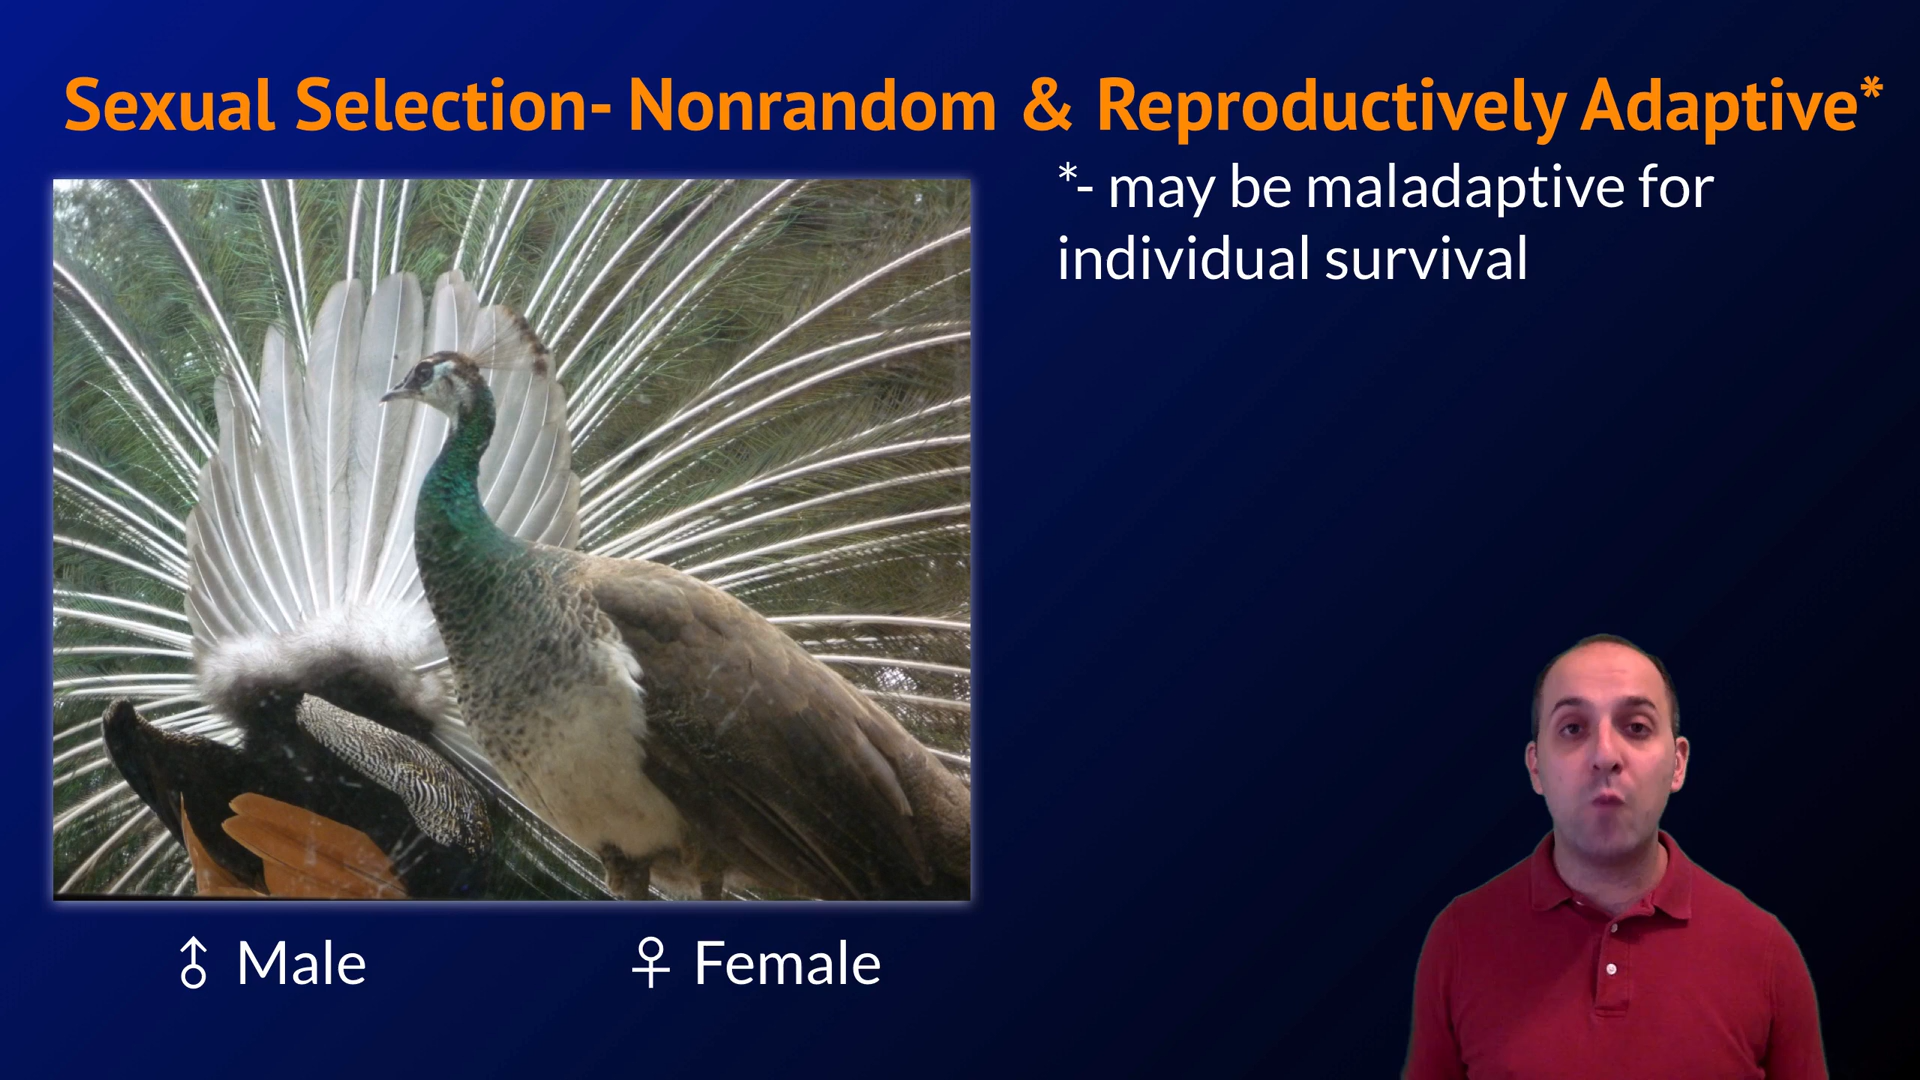 Sexual Selection- Nonrandom & Reproductively Adaptive*
*- may be maladaptive for
individual survival
♂ Male
♀ Female